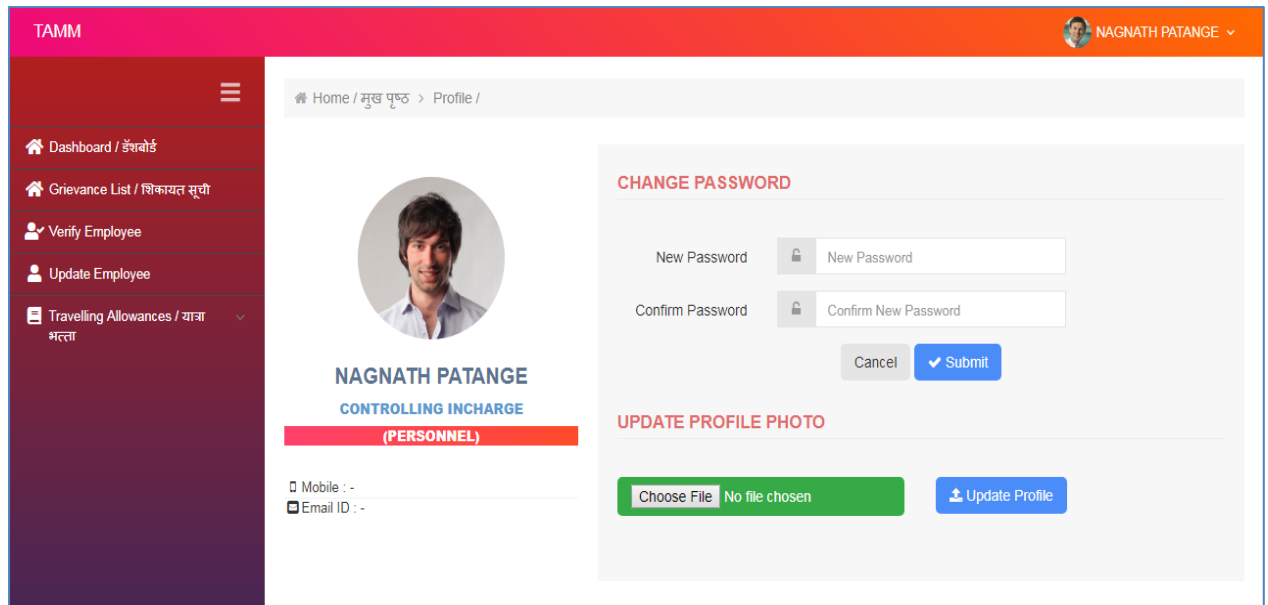 TAMM
NAGNATH PATANGE
Home / मुख पृष्ठ > Profile /
Dashboard / डॅशबोर्ड
Grievance List / शिकायत सूची
Verify Employee
Update Employee
Travelling Allowances / यात्रा
भत्ता
NAGNATH PATANGE
CONTROLLING INCHARGE
(PERSONNEL)
Mobile : -
Email ID : -
CHANGE PASSWORD
New Password New Password
Confirm Password Confirm New Password
Cancel Submit
UPDATE PROFILE PHOTO
Choose File No file chosen Update Profile